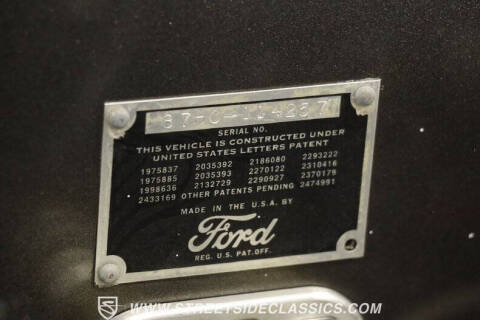 87-C-114257
SERIAL NO.
THIS VEHICLE IS CONSTRUCTED UNDER
UNITED STATES LETTERS PATENT
1975837 2035392 2186080 2293222
1975885 2035393 2270122 2310416
1998636 2132729 2290927 2370179
2433169 OTHER PATENTS PENDING 2474991
MADE IN THE U.S.A. BY
Ford
REG. U.S. PAT. OFF.
WWW.STREETSIDECLASSICS.COM